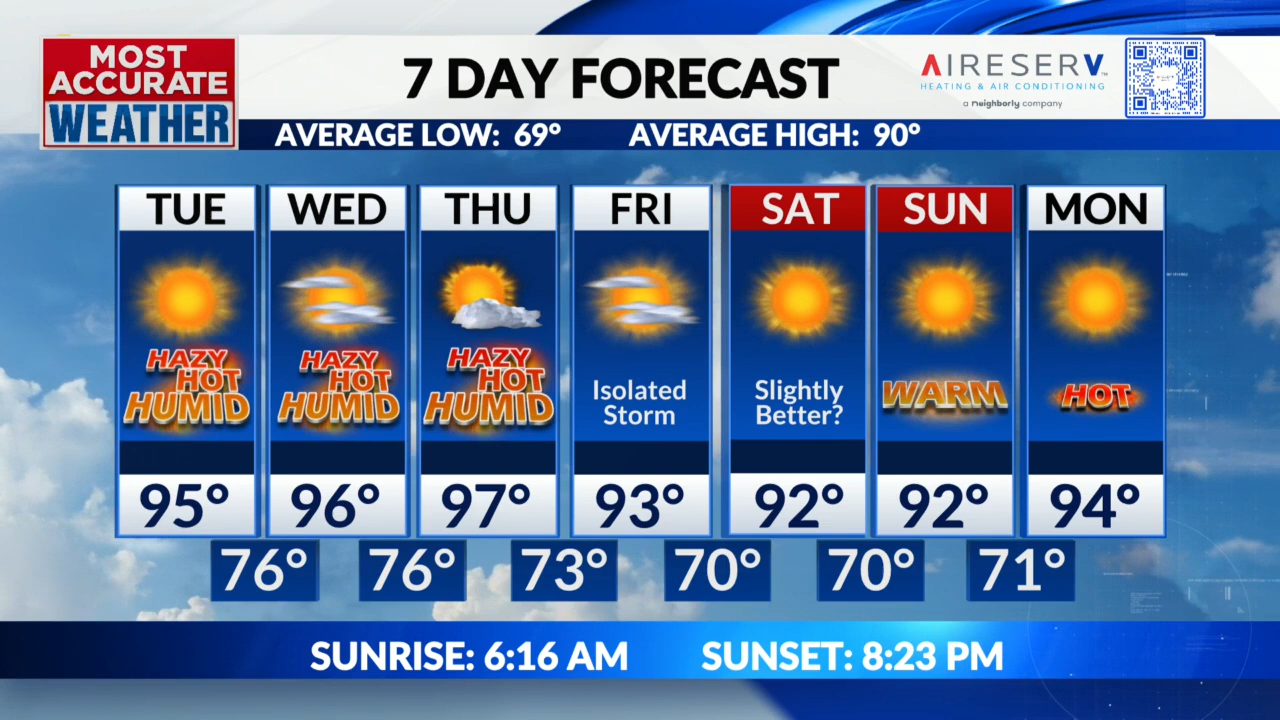 MOST
ACCURATE
WEATHER
7 DAY FORECAST
AIRESERV™
HEATING & AIR CONDITIONING
a neighborly company
AVERAGE LOW: 69° AVERAGE HIGH: 90°
TUE WED THU FRI SAT SUN MON
HAZY HOT HUMID
HAZY HOT HUMID
HAZY HOT HUMID
Isolated
Storm
Slightly
Better?
WARM
HOT
95° 96° 97° 93° 92° 92° 94°
76° 76° 73° 70° 70° 71°
SUNRISE: 6:16 AM SUNSET: 8:23 PM